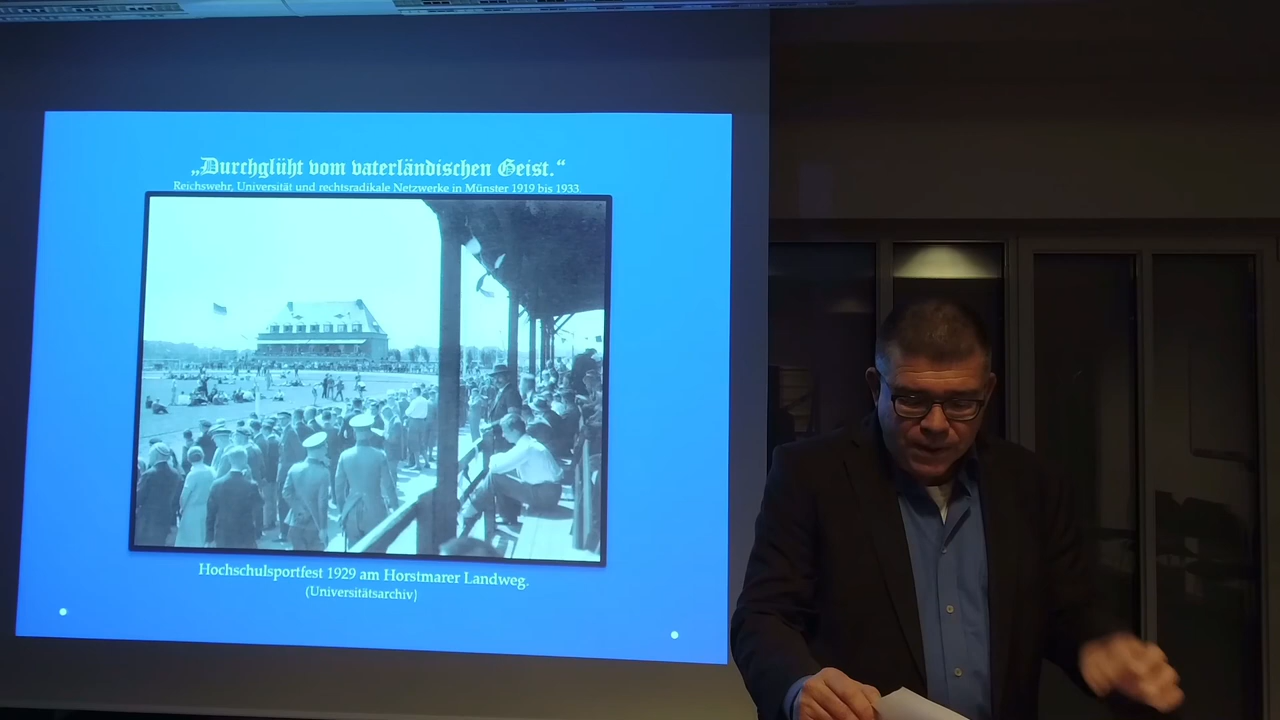 „Durchglüht vom vaterländischen Geist.“
Reichswehr, Universität und rechtsradikale Netzwerke in Münster 1919 bis 1933.
Hochschulsportfest 1929 am Horstmarer Landweg.
(Universitätsarchiv)